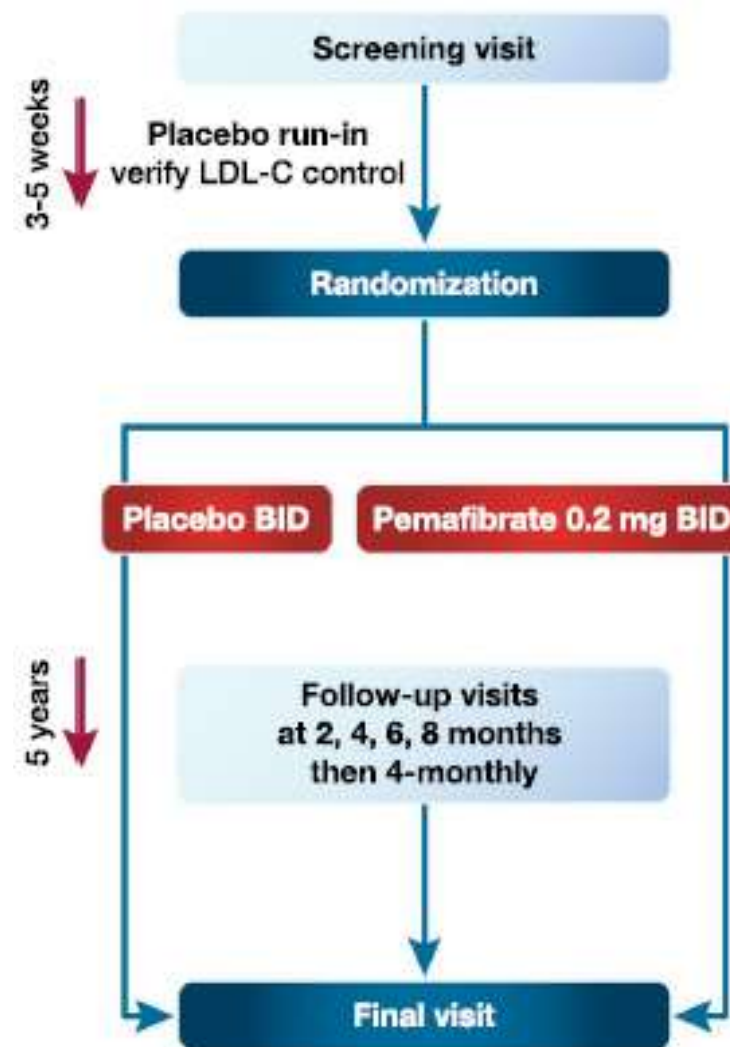 Screening visit
3-5 weeks
Placebo run-in
verify LDL-C control
Randomization
Placebo BID
Pemafibrate 0.2 mg BID
5 years
Follow-up visits
at 2, 4, 6, 8 months
then 4-monthly
Final visit